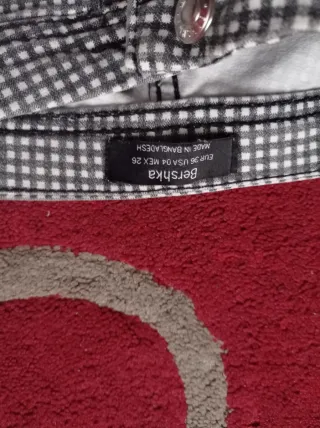 Bershka
EUR 36 USA 04 MEX 26
MADE IN BANGLADESH